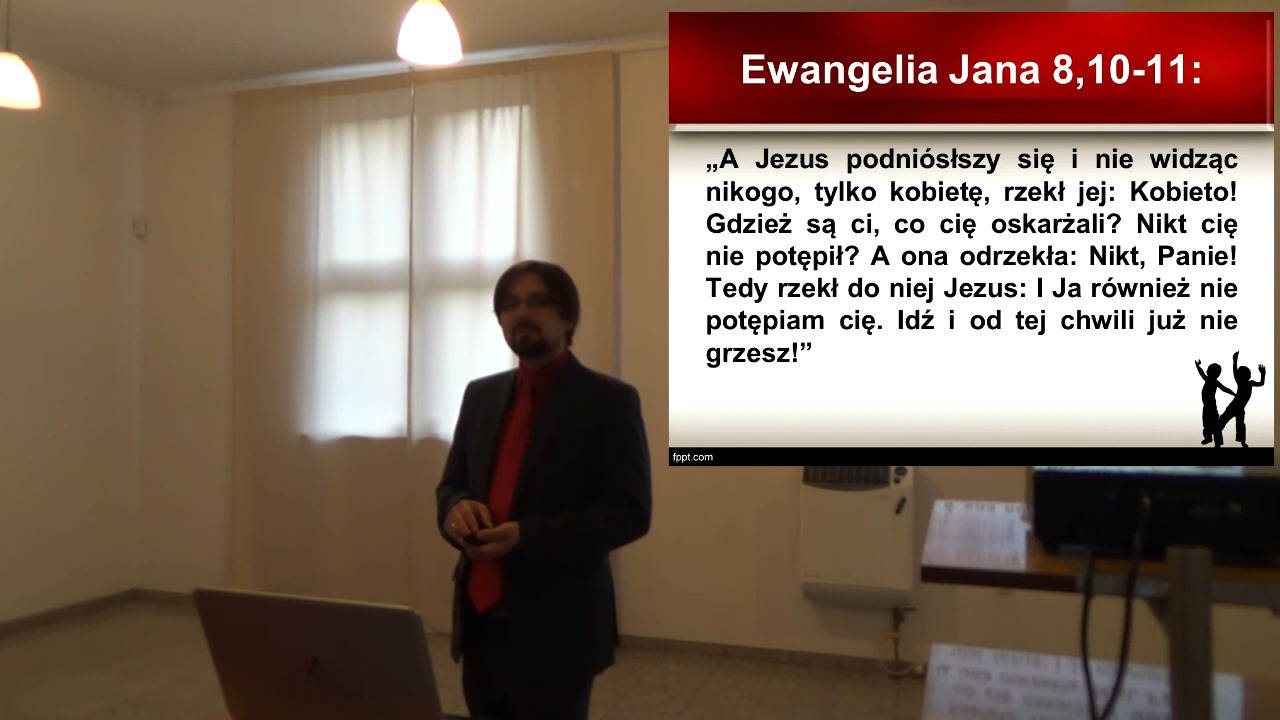 Ewangelia Jana 8,10-11:
„A Jezus podniósłszy się i nie widząc
nikogo, tylko kobietę, rzekł jej: Kobieto!
Gdzież są ci, co cię oskarżali? Nikt cię
nie potępił? A ona odrzekła: Nikt, Panie!
Tedy rzekł do niej Jezus: I Ja również nie
potępiam cię. Idź i od tej chwili już nie
grzesz!”
fppt.com